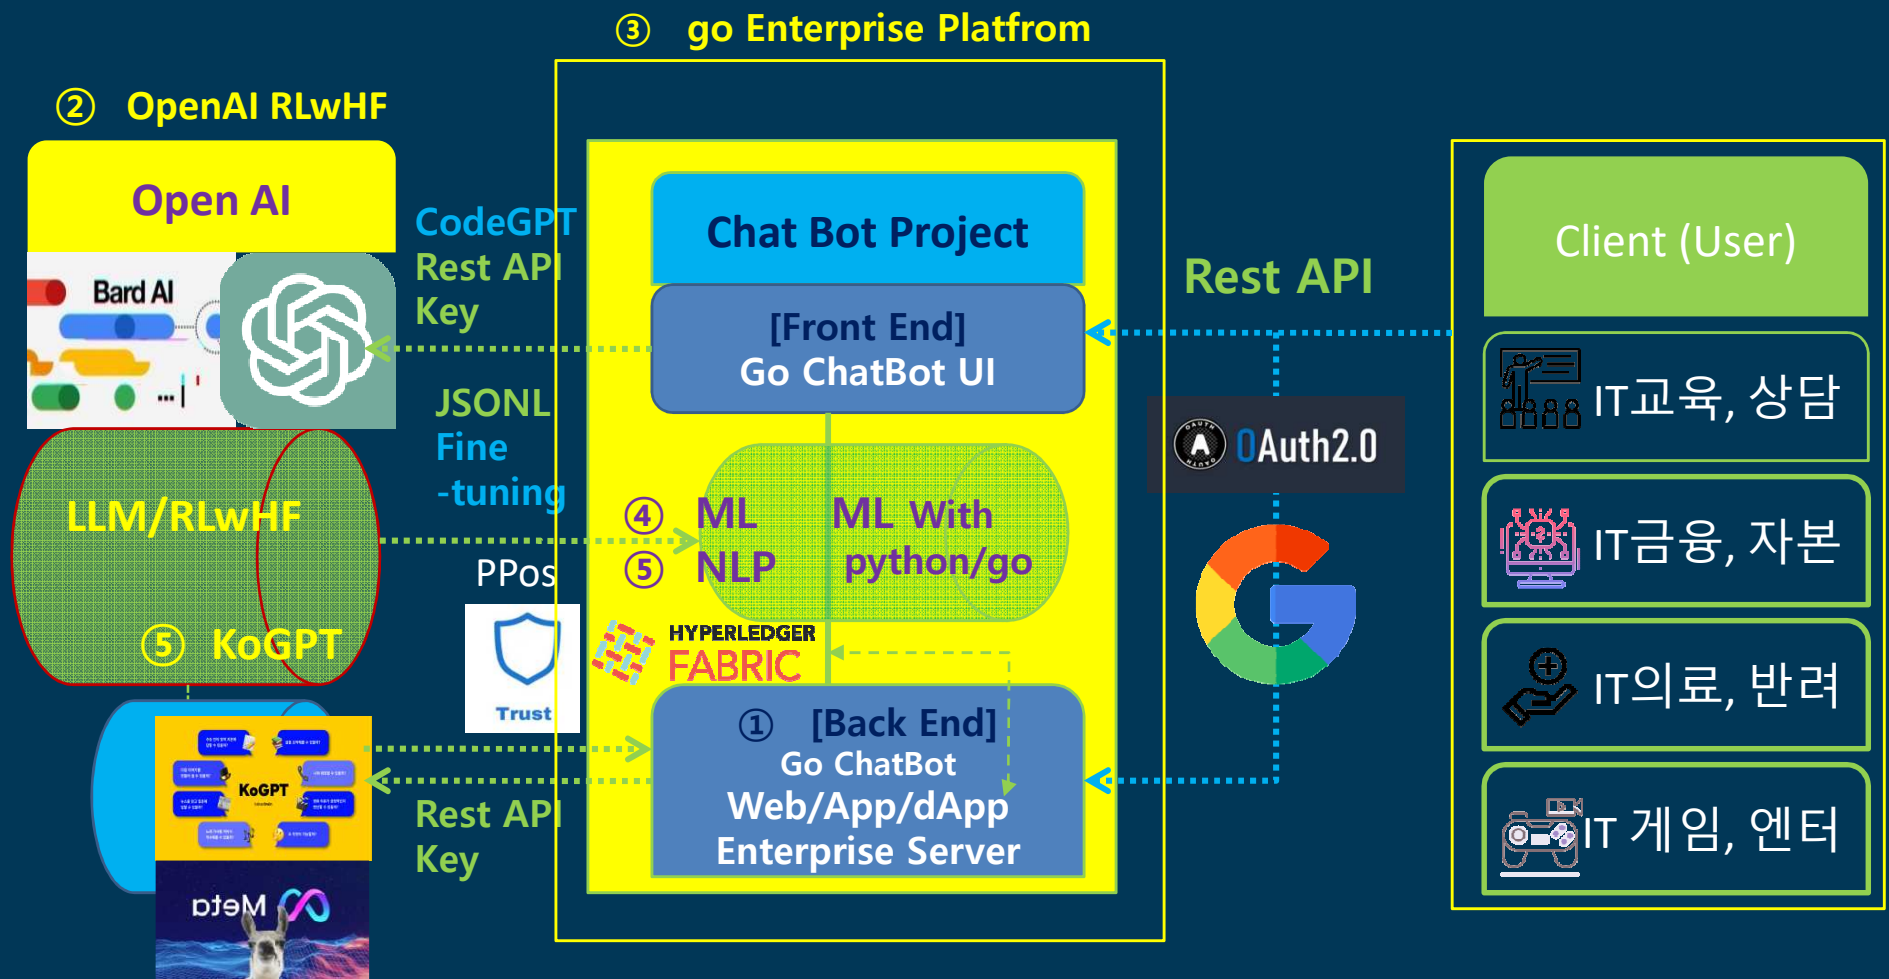 ③ go Enterprise Platfrom
② OpenAI RLwHF
Open AI
Bard AI
LLM/RLwHF
⑤ KoGPT
KoGPT
Meta
CodeGPT
Rest API
Key
JSONL
Fine
-tuning
PPos
Trust
Rest API
Key
Chat Bot Project
[Front End]
Go ChatBot UI
④ ML
⑤ NLP
ML With
python/go
HYPERLEDGER
FABRIC
① [Back End]
Go ChatBot
Web/App/dApp
Enterprise Server
Rest API
OAUTH
A
OAUTH
OAuth2.0
Client (User)
IT교육, 상담
IT금융, 자본
IT의료, 반려
IT 게임, 엔터